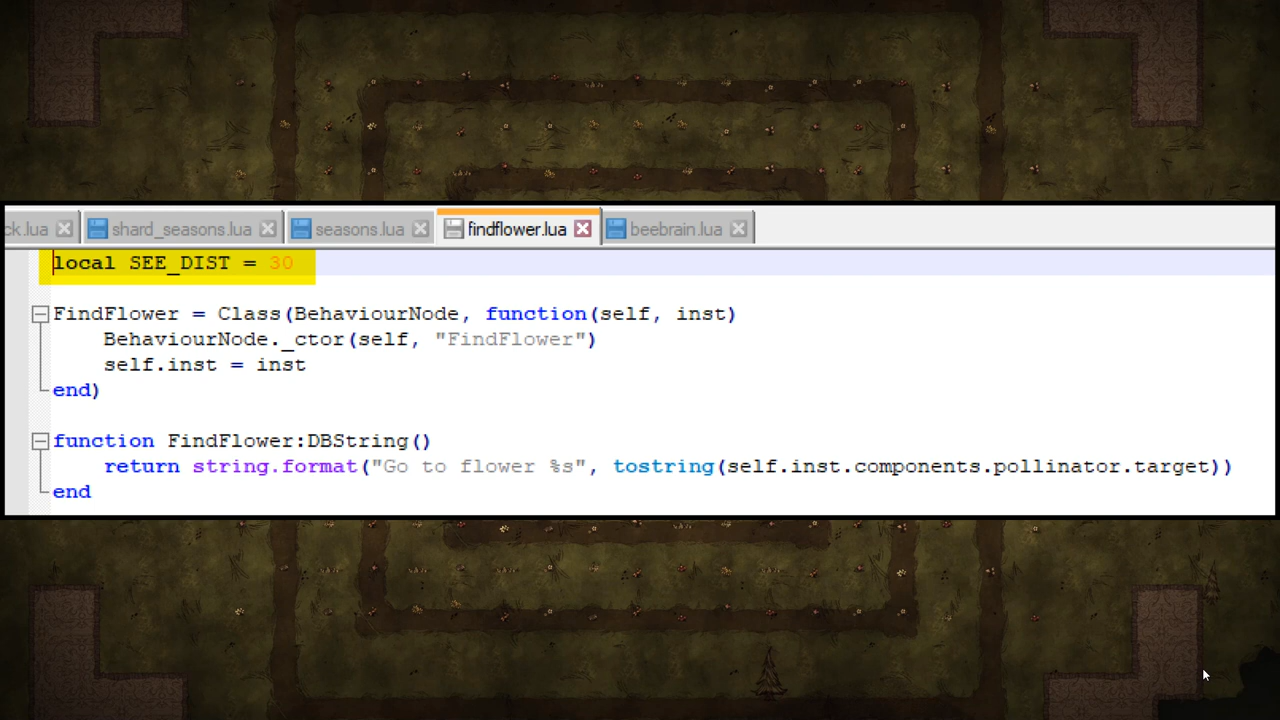 ck.lua shard_seasons.lua seasons.lua findflower.lua beebrain.lua
local SEE_DIST = 30
FindFlower = Class(BehaviourNode, function(self, inst)
BehaviourNode._ctor(self, "FindFlower")
self.inst = inst
end)
function FindFlower:DBString()
return string.format("Go to flower %s", tostring(self.inst.components.pollinator.target))
end